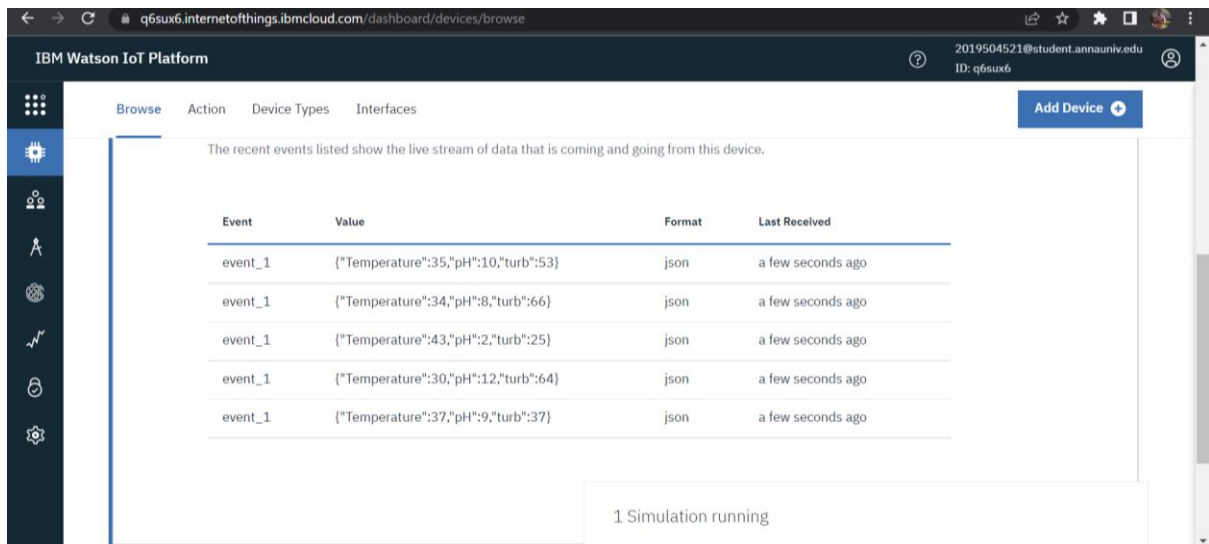 q6sux6.internetofthings.ibmcloud.com/dashboard/devices/browse
IBM Watson IoT Platform
2019504521@student.annauniv.edu
ID: q6sux6
Browse Action Device Types Interfaces Add Device
The recent events listed show the live stream of data that is coming and going from this device.
Event Value Format Last Received
event_1 {"Temperature":35,"pH":10,"turb":53} json a few seconds ago
event_1 {"Temperature":34,"pH":8,"turb":66} json a few seconds ago
event_1 {"Temperature":43,"pH":2,"turb":25} json a few seconds ago
event_1 {"Temperature":30,"pH":12,"turb":64} json a few seconds ago
event_1 {"Temperature":37,"pH":9,"turb":37} json a few seconds ago
1 Simulation running